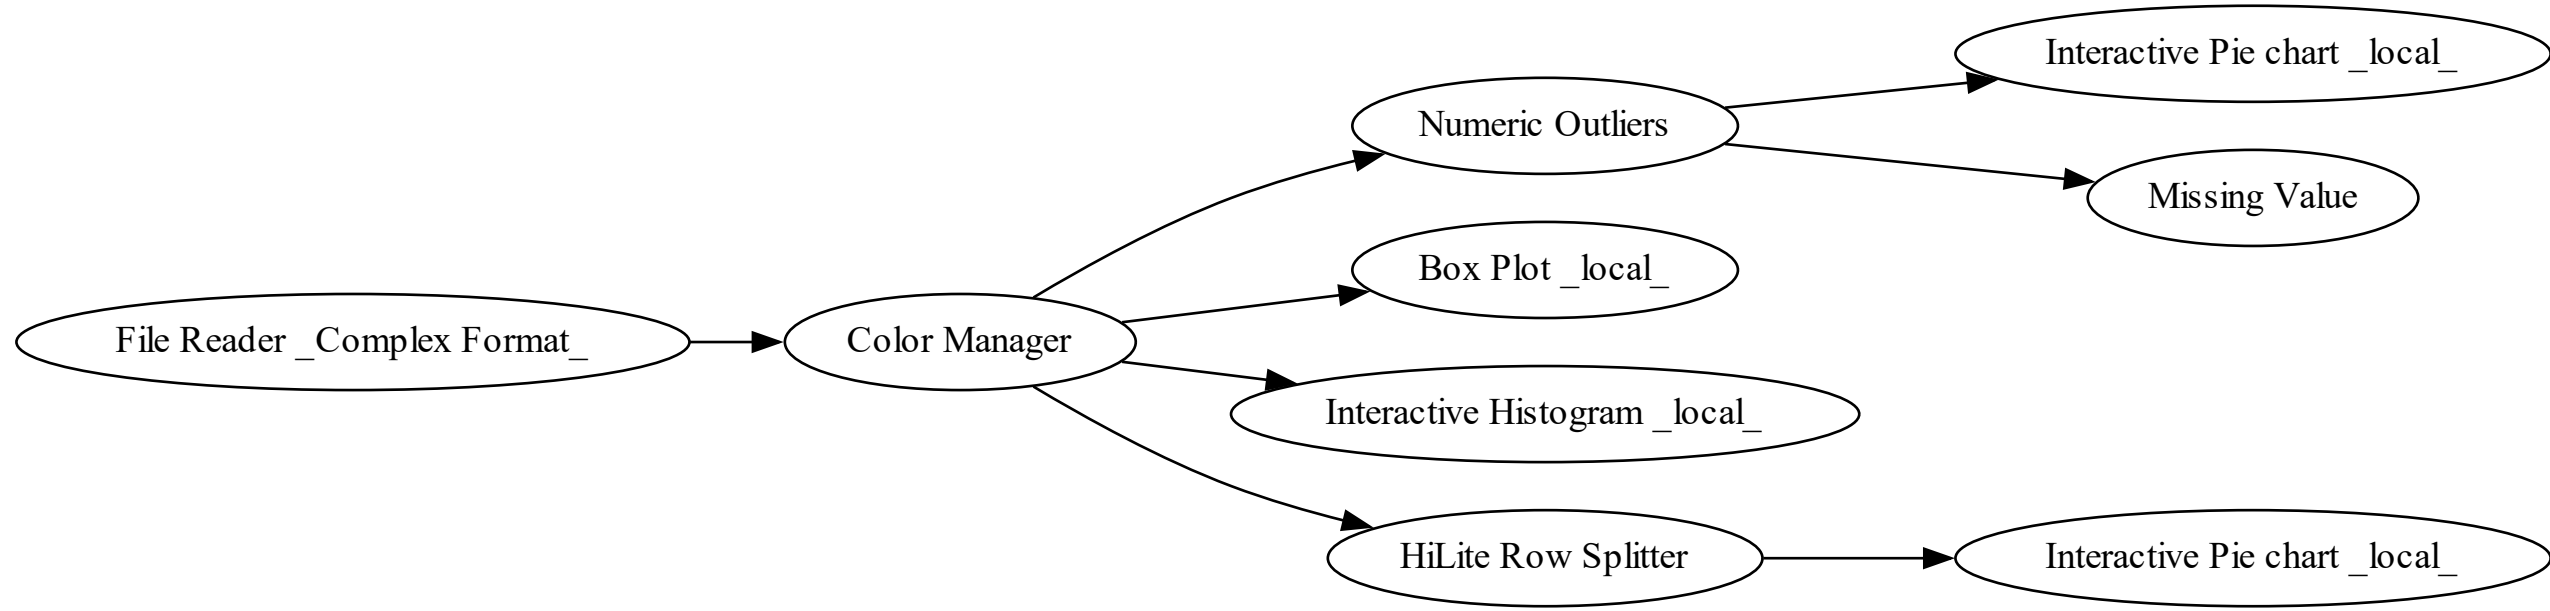 Interactive Pie chart _local_
Numeric Outliers
Missing Value
Box Plot _local_
File Reader _Complex Format_
Color Manager
Interactive Histogram _local_
HiLite Row Splitter
Interactive Pie chart _local_